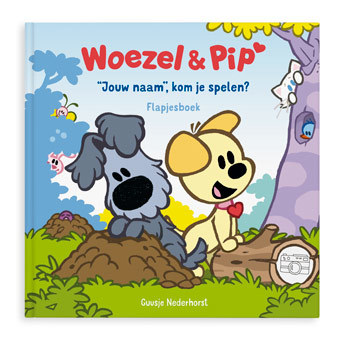 Woezel & Pip
"Jouw naam", kom je spelen?
Flapjesboek
Guusje Nederhorst